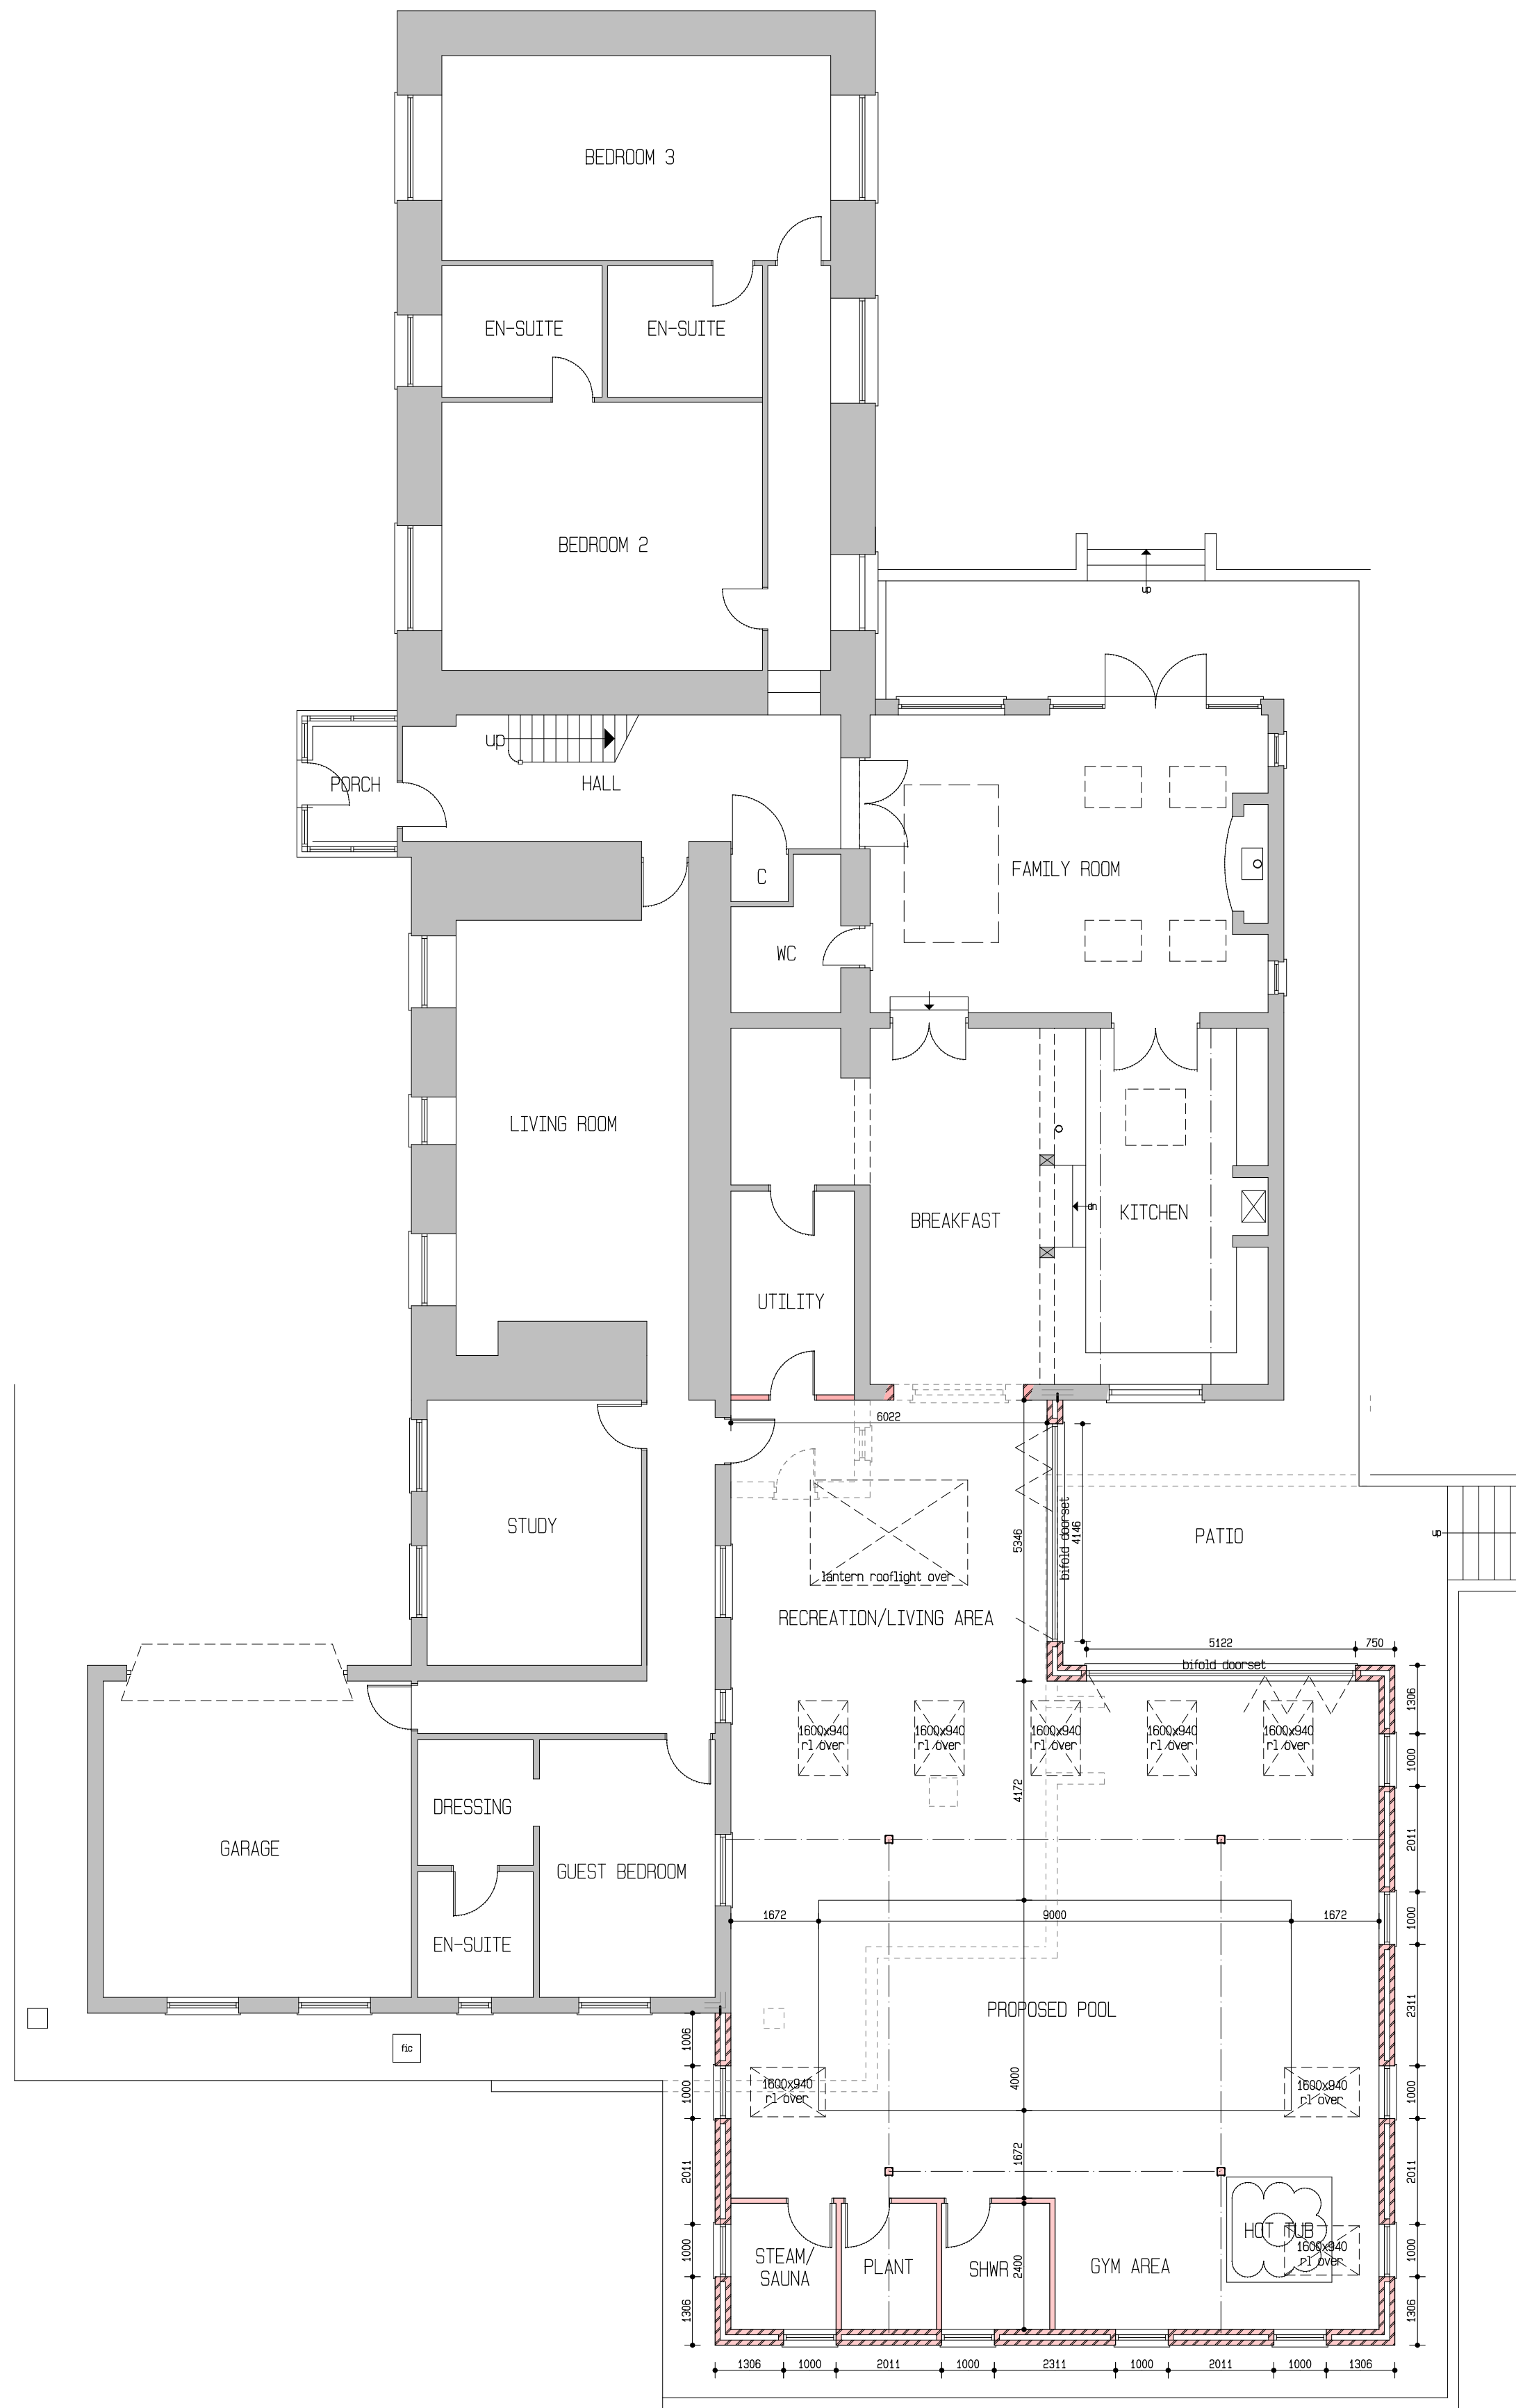 BEDROOM 3
EN-SUITE
EN-SUITE
BEDROOM 2
up
up
PORCH
HALL
FAMILY ROOM
C
WC
LIVING ROOM
BREAKFAST
dn
KITCHEN
UTILITY
6022
STUDY
5346
bifold doorset
4146
PATIO
up
lantern rooflight over
RECREATION/LIVING AREA
5122
750
bifold doorset
1306
1600x940
rl over
1600x940
rl over
1600x940
rl over
1600x940
rl over
1600x940
rl over
1000
4172
DRESSING
GARAGE
GUEST BEDROOM
2011
1672
9000
1672
1000
EN-SUITE
PROPOSED POOL
2311
fic
1006
1000
1600x940
rl over
4000
1600x940
rl over
1000
2011
1672
2011
STEAM/
SAUNA
PLANT
SHWR
2400
GYM AREA
HOT TUB
1600x940
rl over
1000
1000
1306
1306
1306
1000
2011
1000
2311
1000
2011
1000
1306